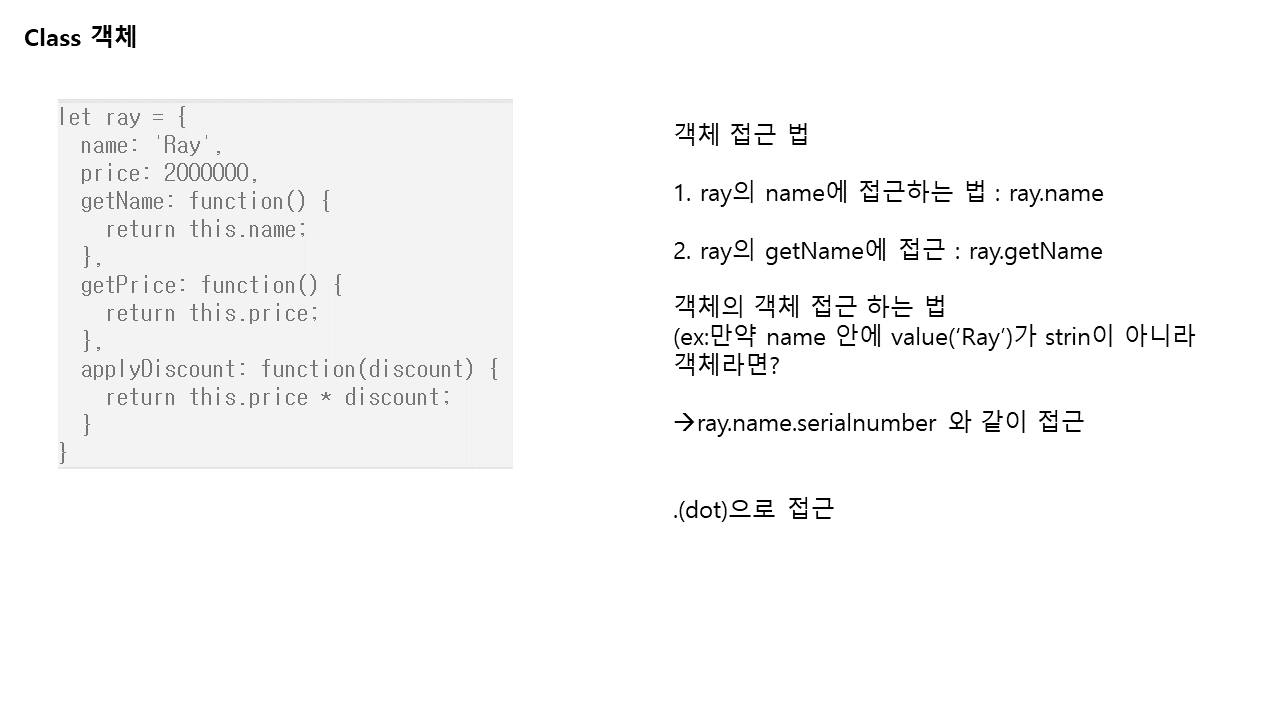 Class 객체
let ray = {
  name: 'Ray',
  price: 2000000,
  getName: function() {
    return this.name;
  },
  getPrice: function() {
    return this.price;
  },
  applyDiscount: function(discount) {
    return this.price * discount;
  }
}
객체 접근 법
1. ray의 name에 접근하는 법 : ray.name
2. ray의 getName에 접근 : ray.getName
객체의 객체 접근 하는 법
(ex:만약 name 안에 value(‘Ray’)가 strin이 아니라
객체라면?
→ray.name.serialnumber 와 같이 접근
.(dot)으로 접근